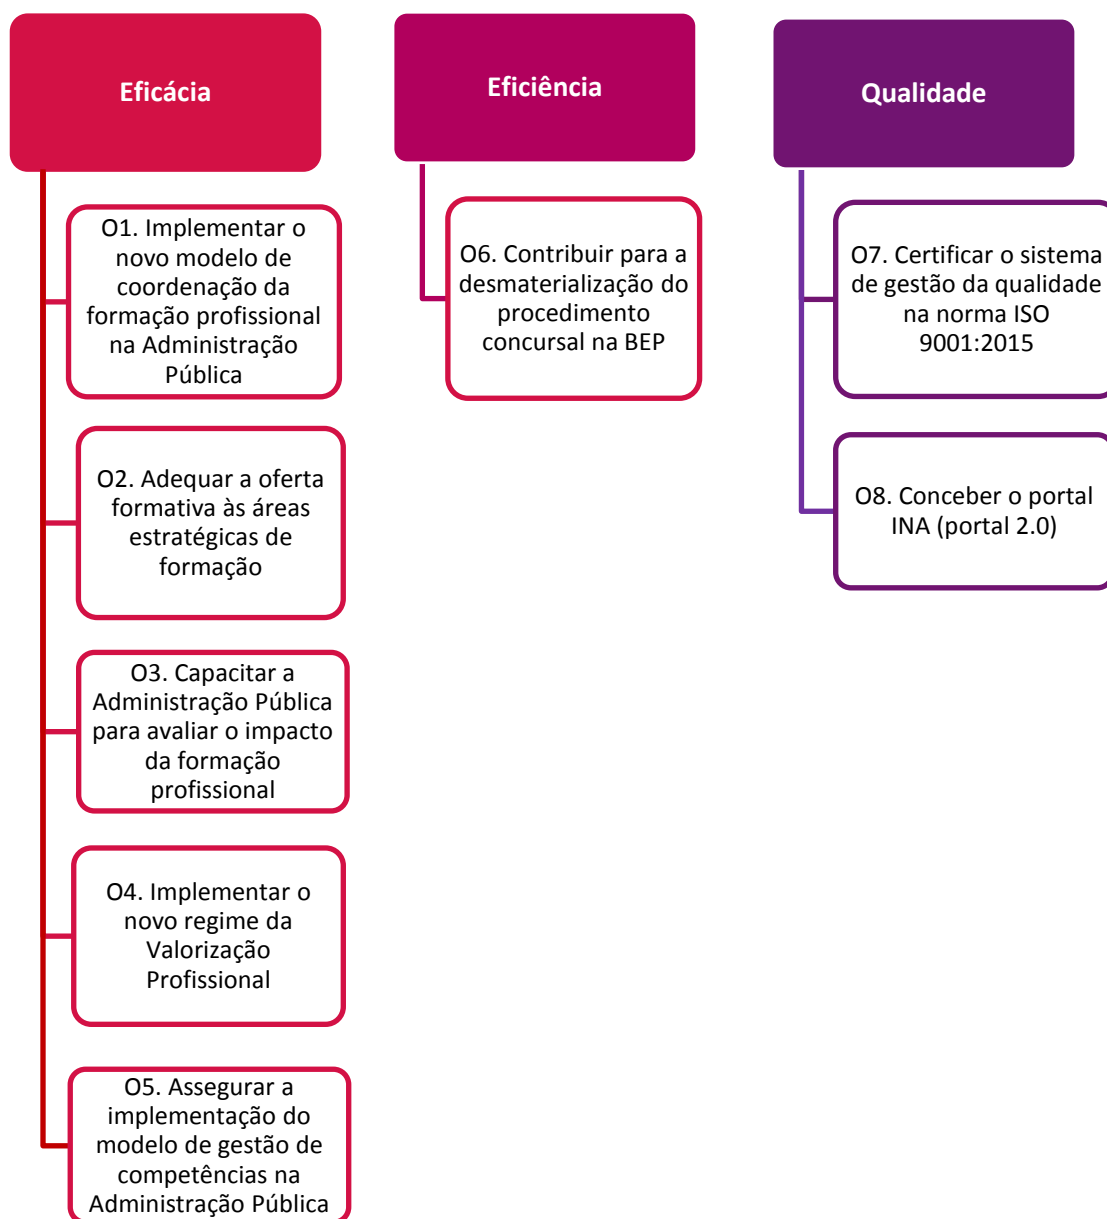 Eficácia
O1. Implementar o
novo modelo de
coordenação da
formação profissional
na Administração
Pública
O2. Adequar a oferta
formativa às áreas
estratégicas de
formação
O3. Capacitar a
Administração Pública
para avaliar o impacto
da formação
profissional
O4. Implementar o
novo regime da
Valorização
Profissional
O5. Assegurar a
implementação do
modelo de gestão de
competências na
Administração Pública
Eficiência
O6. Contribuir para a
desmaterialização do
procedimento
concursal na BEP
Qualidade
O7. Certificar o sistema
de gestão da qualidade
na norma ISO
9001:2015
O8. Conceber o portal
INA (portal 2.0)